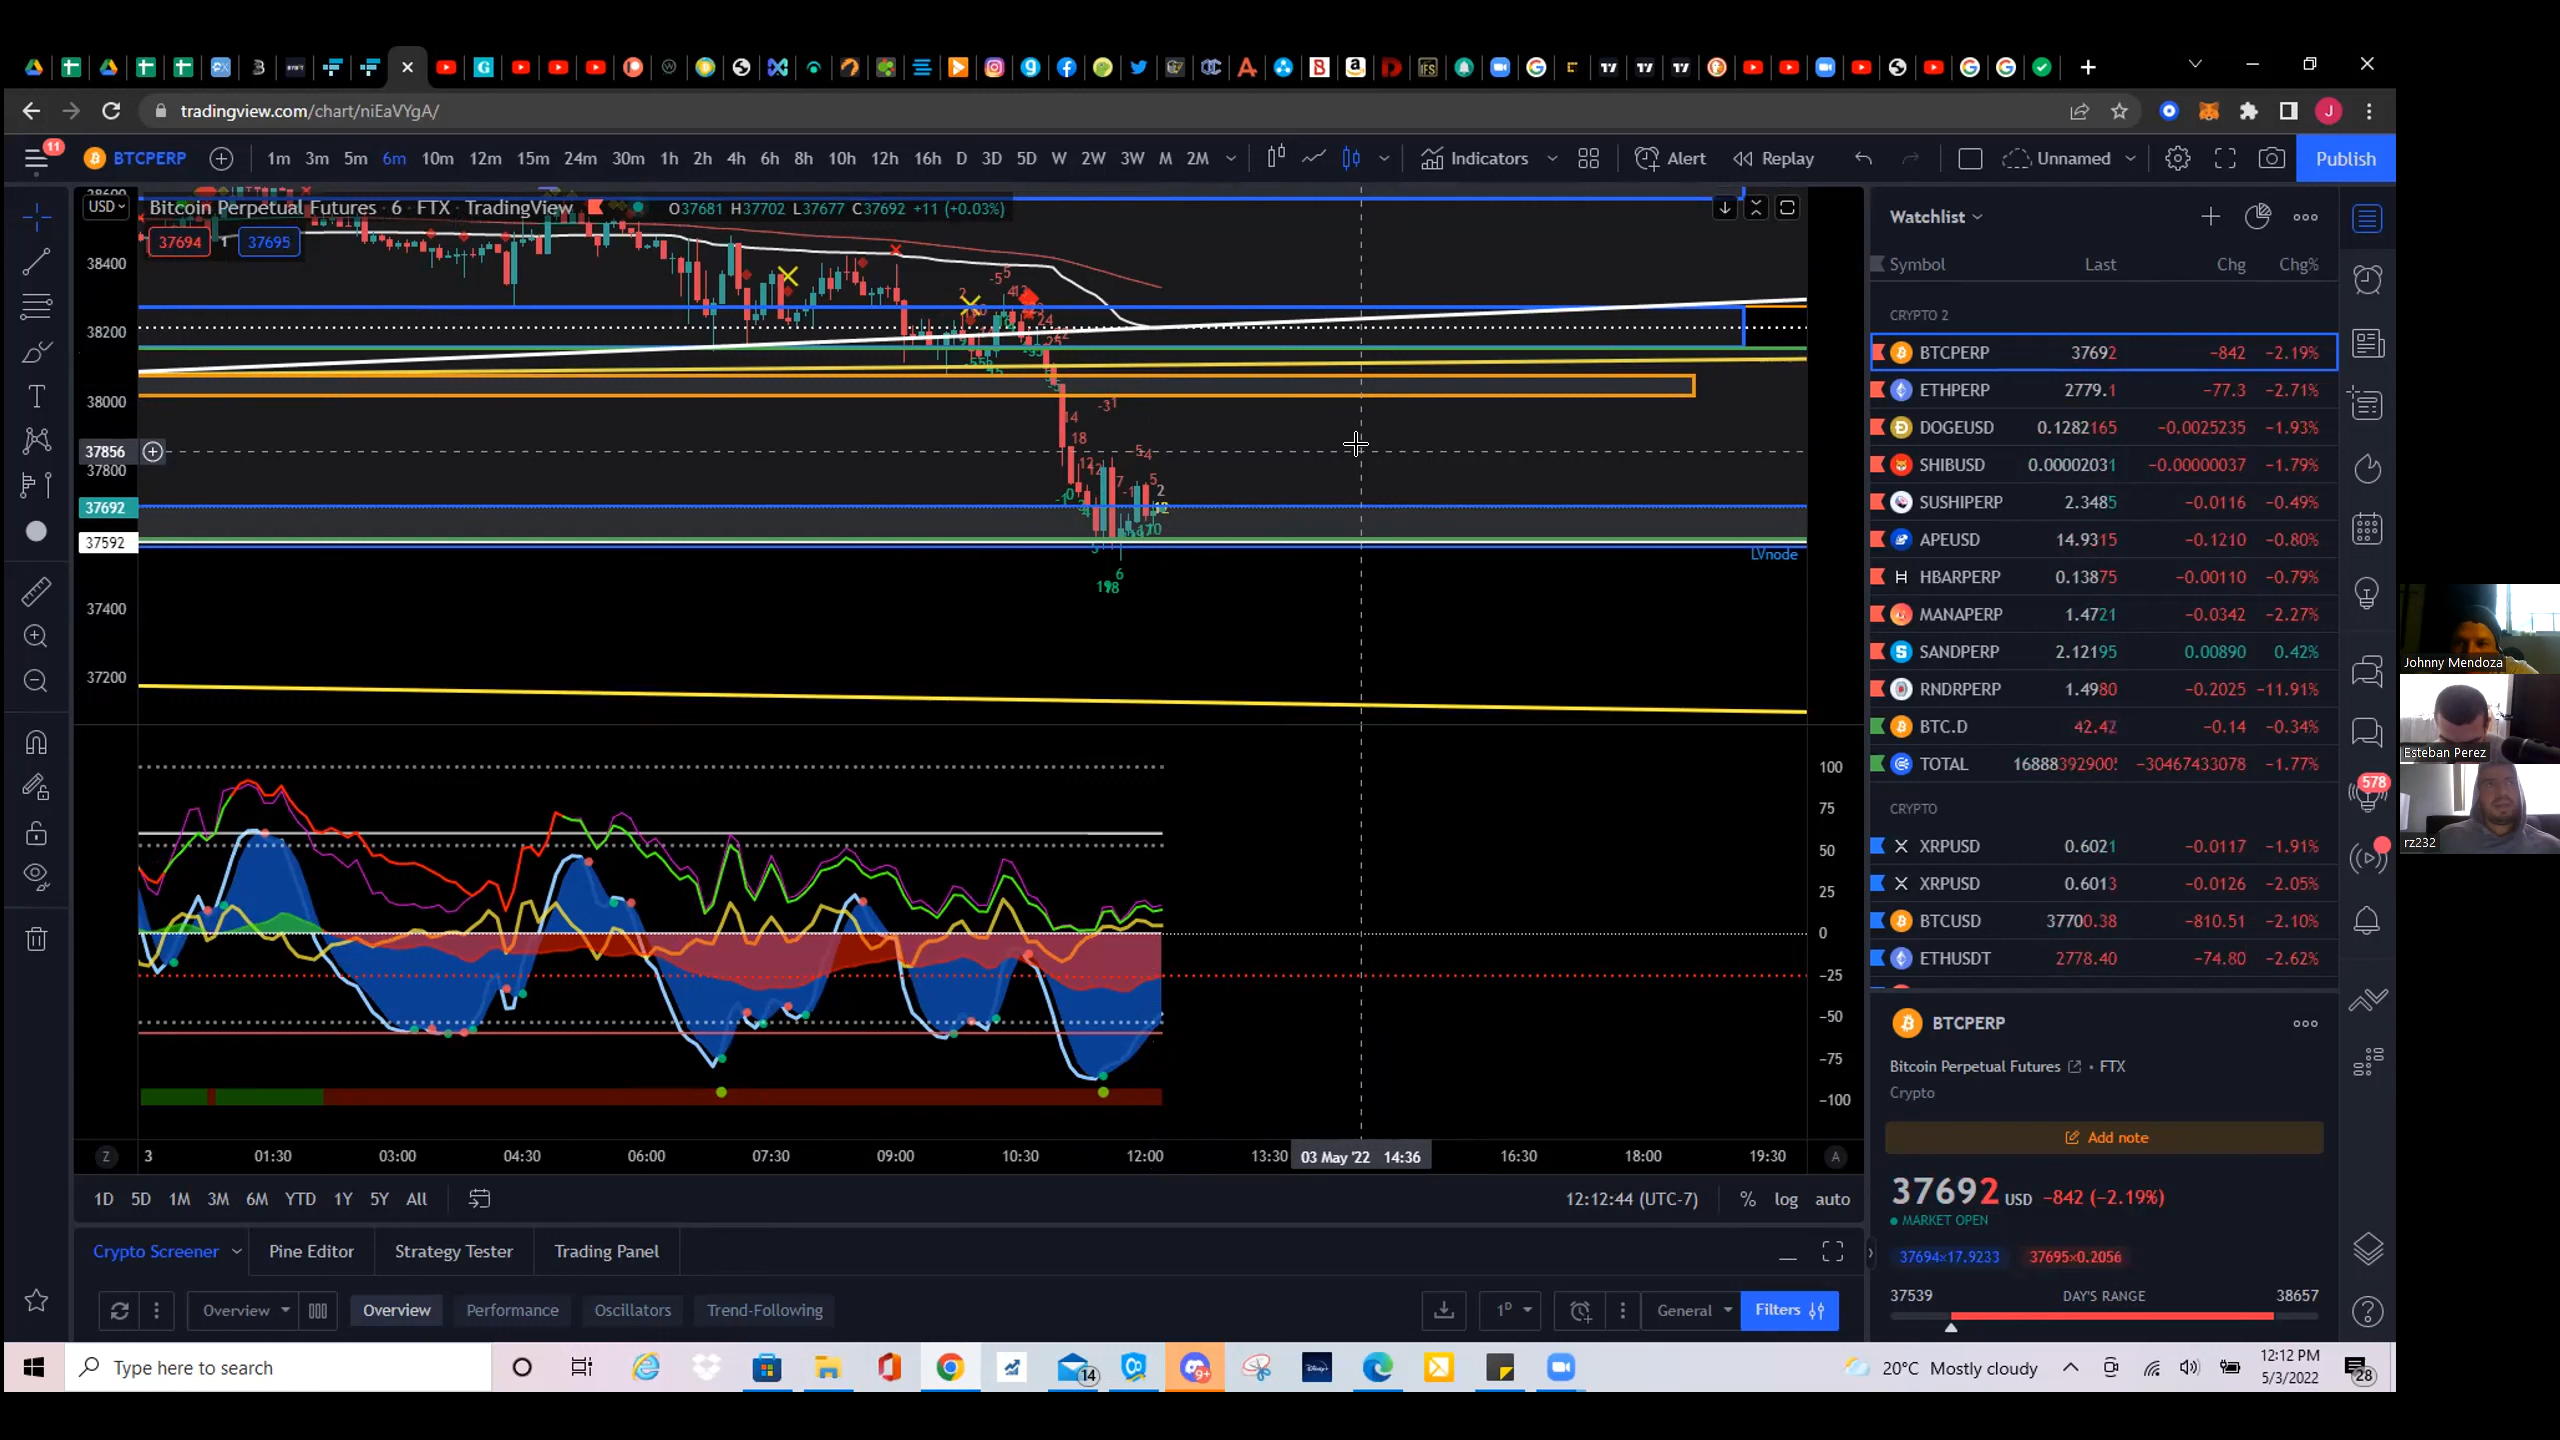 tradingview.com/chart/niEaVYgA/
11
BTCPERP 1m 3m 5m 6m 10m 12m 15m 24m 30m 1h 2h 4h 6h 8h 10h 12h 16h D 3D 5D W 2W 3W M 2M Indicators Alert Replay Unnamed Publish
USD Bitcoin Perpetual Futures · 6 · FTX · TradingView O37681 H37702 L37677 C37692 +11 (+0.03%)
37694 1 37695
38400
38200
38000
37856
37800
37692
37592
37400
37200
LVnode
100
75
50
25
0
−25
−50
−75
−100
Z 3 01:30 03:00 04:30 06:00 07:30 09:00 10:30 12:00 13:30 03 May '22 14:36 16:30 18:00 19:30 A
1D 5D 1M 3M 6M YTD 1Y 5Y All 12:12:44 (UTC-7) % log auto
Crypto Screener Pine Editor Strategy Tester Trading Panel
Overview Overview Performance Oscillators Trend-Following 1D General Filters
Watchlist
Symbol Last Chg Chg%
CRYPTO 2
BTCPERP 37692 −842 −2.19%
ETHPERP 2779.1 −77.3 −2.71%
DOGEUSD 0.1282165 −0.0025235 −1.93%
SHIBUSD 0.00002031 −0.00000037 −1.79%
SUSHIPERP 2.3485 −0.0116 −0.49%
APEUSD 14.9315 −0.1210 −0.80%
HBARPERP 0.13875 −0.00110 −0.79%
MANAPERP 1.4721 −0.0342 −2.27%
SANDPERP 2.12195 0.00890 0.42%
RNDRPERP 1.4980 −0.2025 −11.91%
BTC.D 42.42 −0.14 −0.34%
TOTAL 16888392900 −30467433078 −1.77%
CRYPTO
XRPUSD 0.6021 −0.0117 −1.91%
XRPUSD 0.6013 −0.0126 −2.05%
BTCUSD 37700.38 −810.51 −2.10%
ETHUSDT 2778.40 −74.80 −2.62%
BTCPERP
Bitcoin Perpetual Futures · FTX
Crypto
Add note
37692 USD −842 (−2.19%)
MARKET OPEN
37694×17.9233 37695×0.2056
37539 DAY'S RANGE 38657
578
Johnny Mendoza
Esteban Perez
rz232
Type here to search 14 9+ 20°C Mostly cloudy 12:12 PM
5/3/2022 28